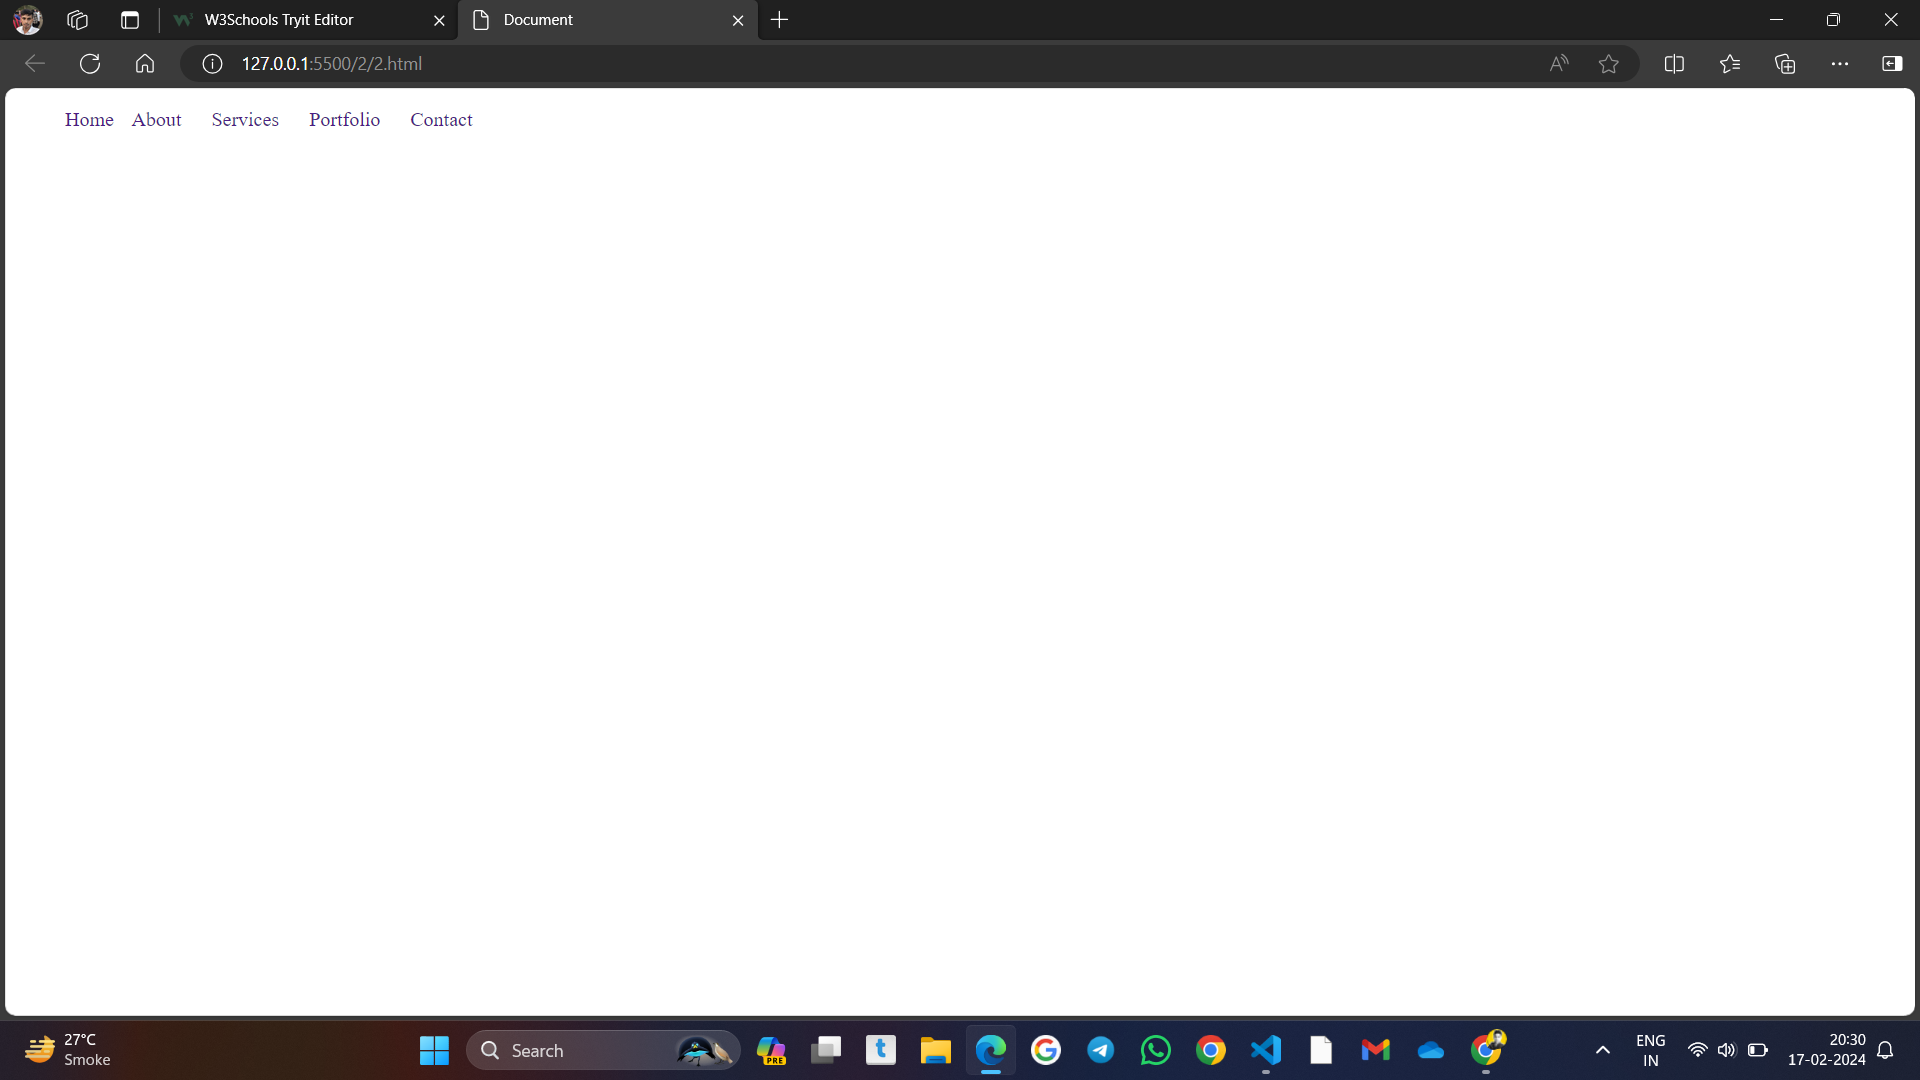 W3Schools Tryit Editor
Document
127.0.0.1:5500/2/2.html
Home About Services Portfolio Contact
27°C
Smoke
Search
PRE
t
ENG
IN
20:30
17-02-2024